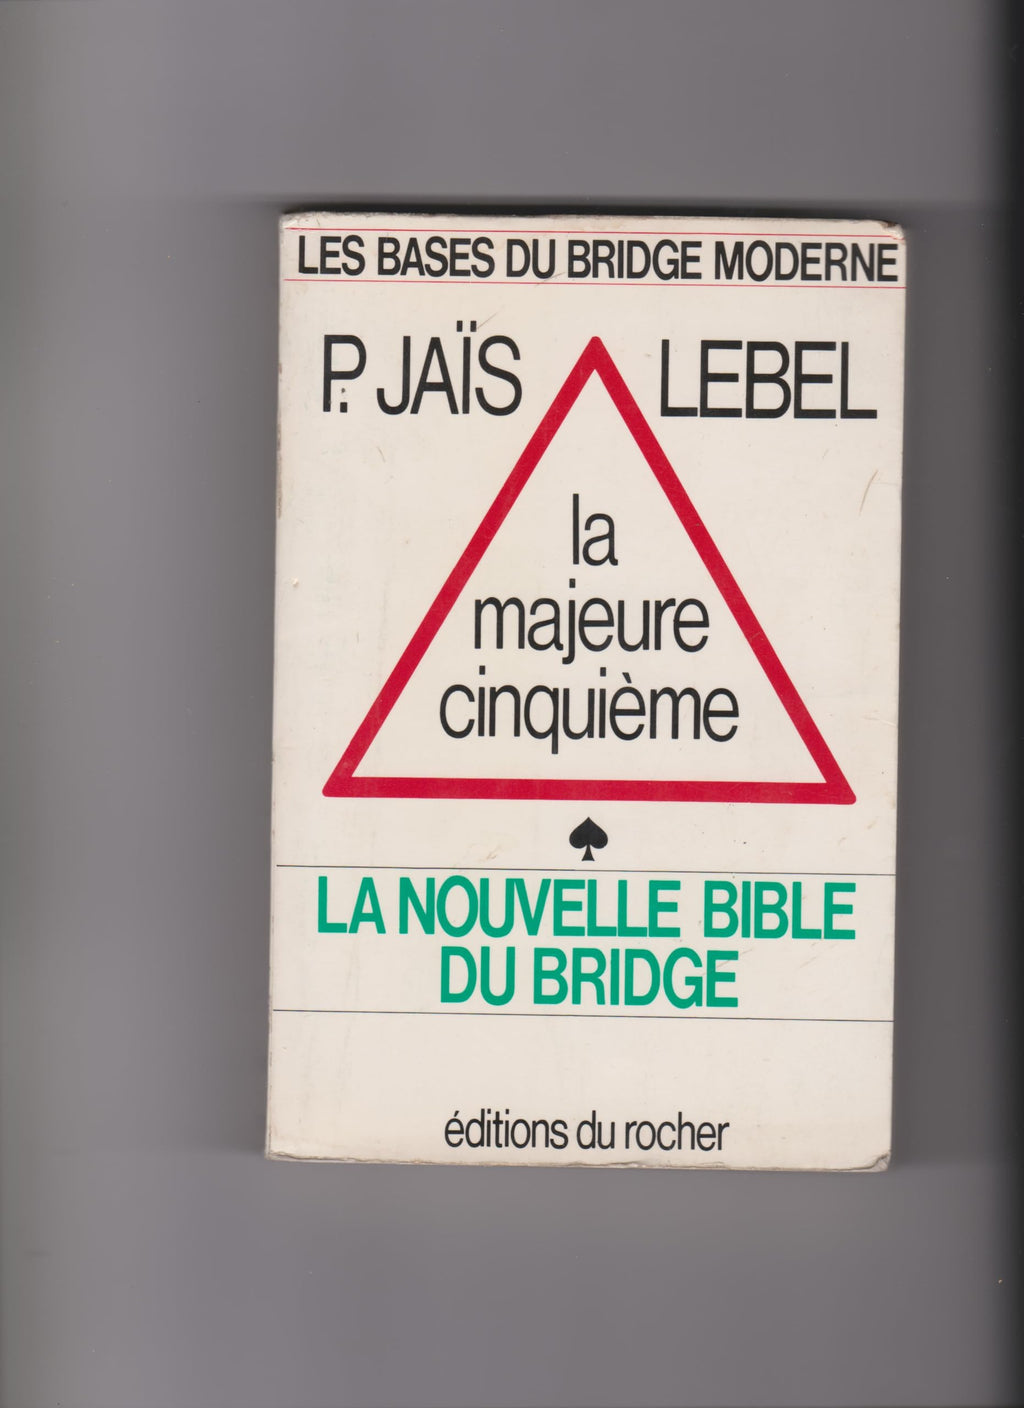 LES BASES DU BRIDGE MODERNE
P. JAÏS LEBEL
la
majeure
cinquième
LA NOUVELLE BIBLE
DU BRIDGE
éditions du rocher